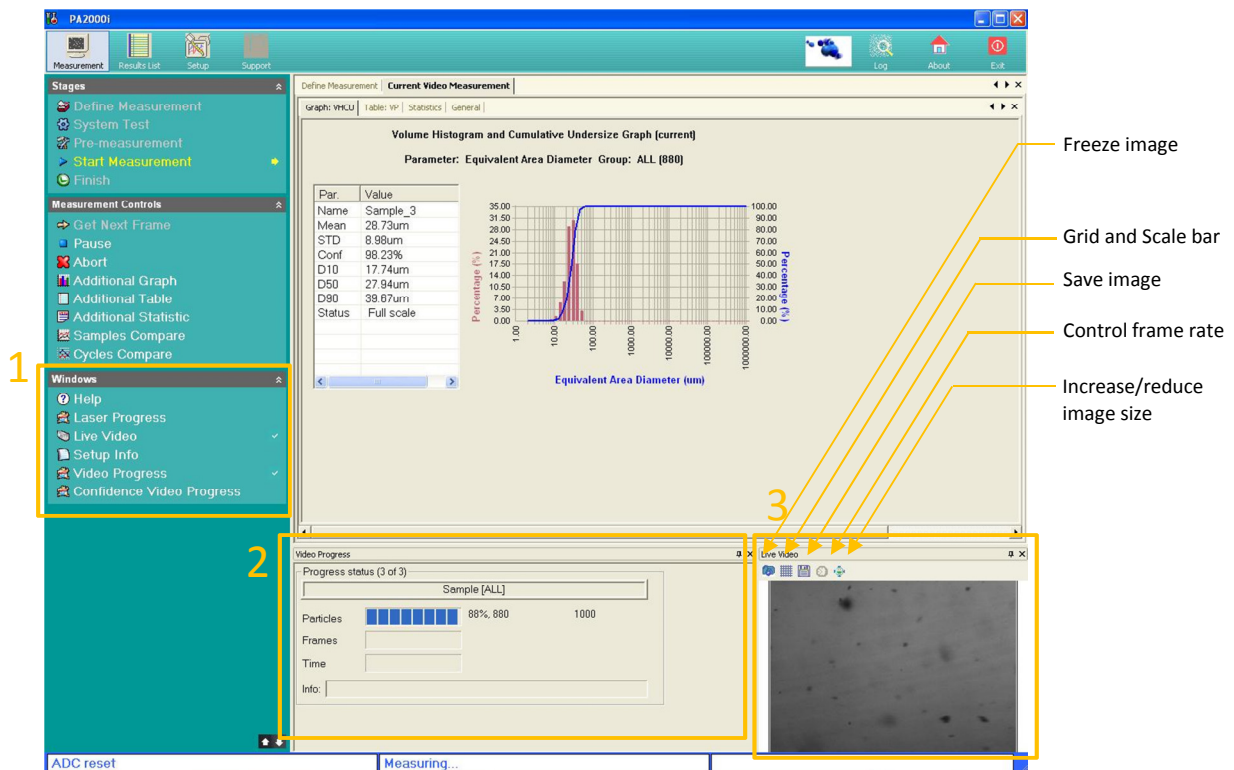 PA2000i
Measurement Results List Setup Support Log About Exit
Stages
Define Measurement
System Test
Pre-measurement
Start Measurement
Finish
Measurement Controls
Get Next Frame
Pause
Abort
Additional Graph
Additional Table
Additional Statistic
Samples Compare
Cycles Compare
1
Windows
Help
Laser Progress
Live Video
Setup Info
Video Progress
Confidence Video Progress
Define Measurement Current Video Measurement
Graph: VHCU Table: VP Statistics General
Volume Histogram and Cumulative Undersize Graph (current)
Parameter: Equivalent Area Diameter Group: ALL (880)
Par. Value
Name Sample_3
Mean 28.73um
STD 8.98um
Conf 98.23%
D10 17.74um
D50 27.94um
D90 39.67um
Status Full scale
Percentage (%)
35.00
31.50
28.00
24.50
21.00
17.50
14.00
10.50
7.00
3.50
0.00
100.00
90.00
80.00
70.00
60.00
50.00
40.00
30.00
20.00
10.00
0.00
Percentage (%)
1.00
10.00
100.00
1000.00
10000.00
100000.00
1000000.00
Equivalent Area Diameter (um)
Freeze image
Grid and Scale bar
Save image
Control frame rate
Increase/reduce
image size
2
Video Progress
Progress status (3 of 3)
Sample [ALL]
Particles 88%, 880 1000
Frames
Time
Info:
3
Live Video
ADC reset Measuring...